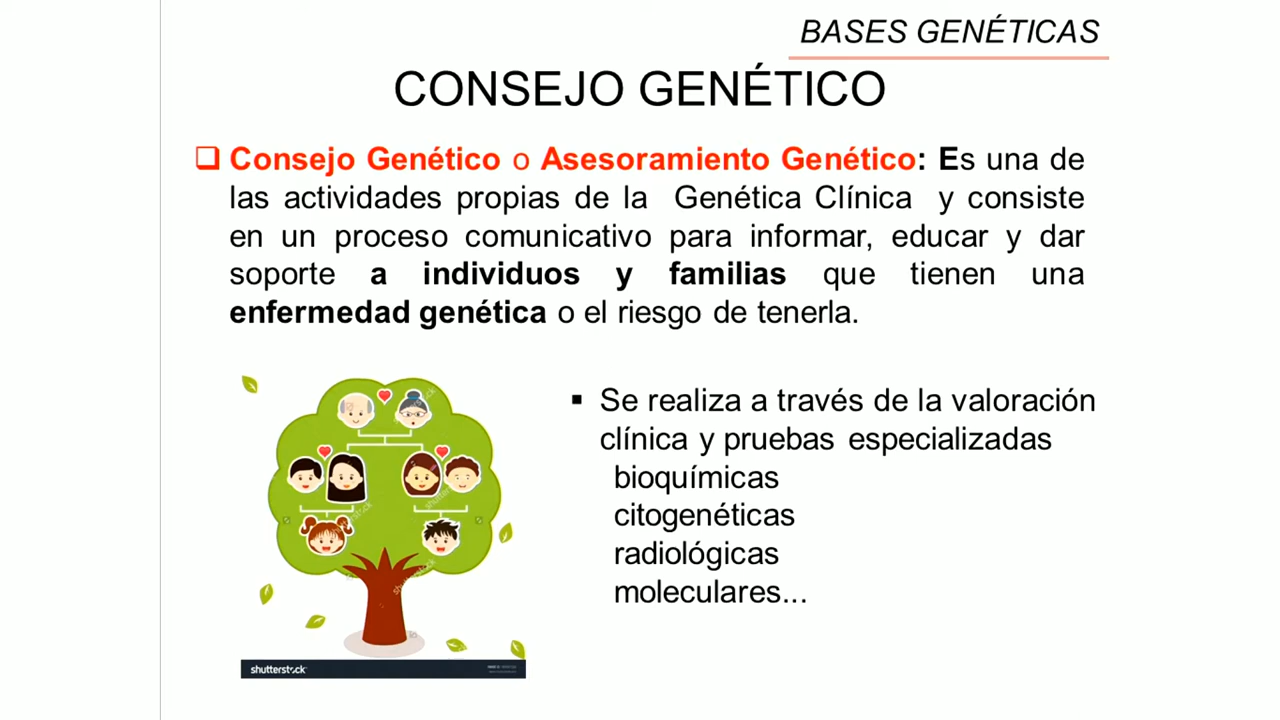 BASES GENÉTICAS
CONSEJO GENÉTICO
Consejo Genético o Asesoramiento Genético: Es una de
las actividades propias de la Genética Clínica y consiste
en un proceso comunicativo para informar, educar y dar
soporte a individuos y familias que tienen una
enfermedad genética o el riesgo de tenerla.
Se realiza a través de la valoración
clínica y pruebas especializadas
bioquímicas
citogenéticas
radiológicas
moleculares...
shutterstock